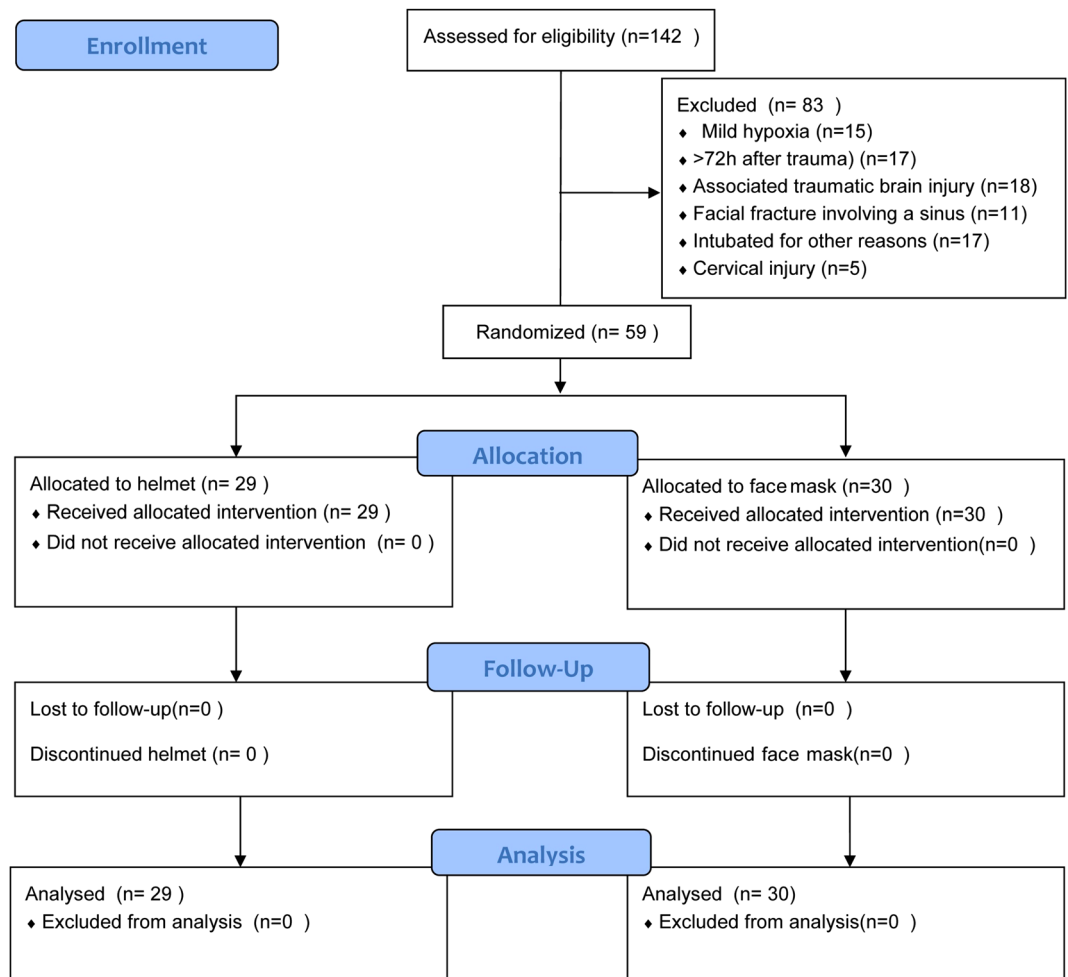 Enrollment
Assessed for eligibility (n=142 )
Excluded (n= 83 )
♦ Mild hypoxia (n=15)
♦ >72h after trauma) (n=17)
♦ Associated traumatic brain injury (n=18)
♦ Facial fracture involving a sinus (n=11)
♦ Intubated for other reasons (n=17)
♦ Cervical injury (n=5)
Randomized (n= 59 )
Allocation
Allocated to helmet (n= 29 )
♦ Received allocated intervention (n= 29 )
♦ Did not receive allocated intervention (n= 0 )
Allocated to face mask (n=30 )
♦ Received allocated intervention (n=30 )
♦ Did not receive allocated intervention(n=0 )
Follow-Up
Lost to follow-up(n=0 )
Discontinued helmet (n= 0 )
Lost to follow-up (n=0 )
Discontinued face mask(n=0 )
Analysis
Analysed (n= 29 )
♦ Excluded from analysis (n=0 )
Analysed (n= 30)
♦ Excluded from analysis(n=0 )